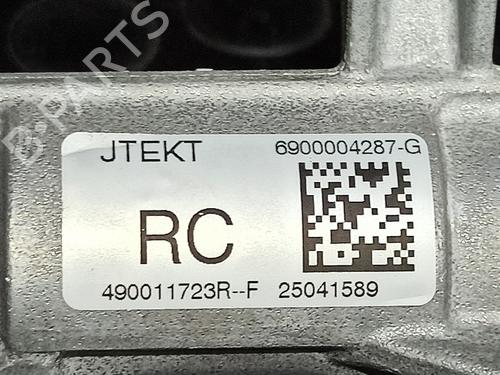 B-PARTS
JTEKT 6900004287-G
RC
490011723R--F 25041589